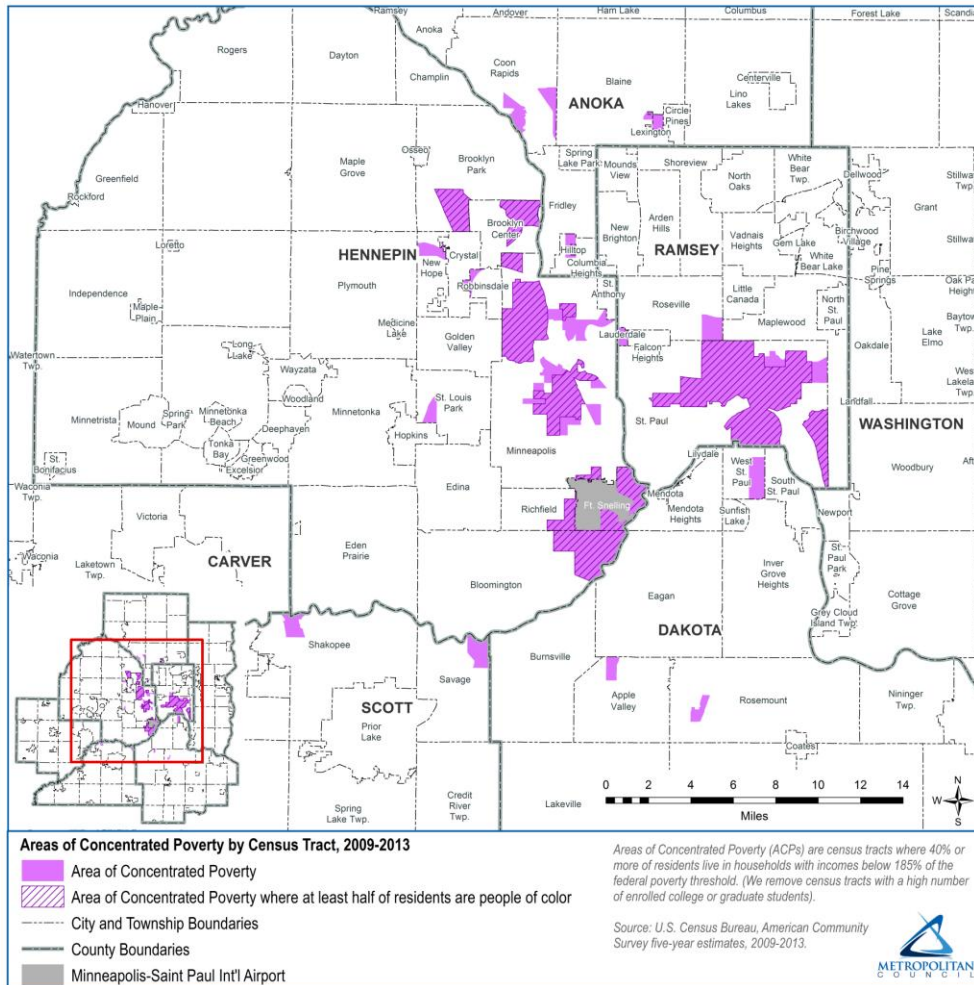 Ramsey
Andover
Ham Lake
Columbus
Forest Lake
Scandia
Rogers
Dayton
Anoka
Champlin
Coon
Rapids
Blaine
ANOKA
Centerville
Lino
Lakes
Hanover
Circle
Pines
Lexington
Greenfield
Rockford
Maple
Grove
Osseo
Brooklyn
Park
Spring
Lake Park
Mounds
View
Shoreview
North
Oaks
White
Bear
Twp.
Dellwood
Stillwater
Twp.
Grant
Fridley
Brooklyn
Center
New
Brighton
Arden
Hills
RAMSEY
Vadnais
Heights
Gem Lake
White
Bear Lake
Birchwood
Village
Loretto
HENNEPIN
New
Hope
Crystal
Robbinsdale
Hilltop
Columbia
Heights
St.
Anthony
Independence
Maple
Plain
Plymouth
Medicine
Lake
Golden
Valley
Roseville
Little
Canada
Maplewood
North
St. Paul
Pine
Springs
Lake
Elmo
Oakdale
Watertown
Twp.
Long
Lake
Wayzata
Woodland
Lauderdale
Falcon
Heights
Minnetrista
Mound
Spring
Park
Minnetonka
Beach
Tonka
Bay
Deephaven
Greenwood
Excelsior
Minnetonka
St. Louis
Park
Hopkins
Minneapolis
St. Paul
Landfall
WASHINGTON
Woodbury
St.
Bonifacius
Waconia
Twp.
Edina
Richfield
Ft. Snelling
Lilydale
Mendota
Mendota
Heights
West
St.
Paul
South
St. Paul
Sunfish
Lake
Newport
Victoria
Waconia
Laketown
Twp.
CARVER
Eden
Prairie
Bloomington
Eagan
Inver
Grove
Heights
St.
Paul
Park
Grey Cloud
Island Twp.
Cottage
Grove
DAKOTA
Shakopee
Savage
Burnsville
Apple
Valley
Rosemount
Nininger
Twp.
SCOTT
Prior
Lake
Coates
Spring
Lake Twp.
Credit
River
Twp.
Lakeville
0 2 4 6 8 10 12 14
Miles
N
W E
S
Areas of Concentrated Poverty by Census Tract, 2009-2013
Area of Concentrated Poverty
Area of Concentrated Poverty where at least half of residents are people of color
City and Township Boundaries
County Boundaries
Minneapolis-Saint Paul Int'l Airport
Areas of Concentrated Poverty (ACPs) are census tracts where 40% or
more of residents live in households with incomes below 185% of the
federal poverty threshold. (We remove census tracts with a high number
of enrolled college or graduate students).
Source: U.S. Census Bureau, American Community
Survey five-year estimates, 2009-2013.
METROPOLITAN
COUNCIL